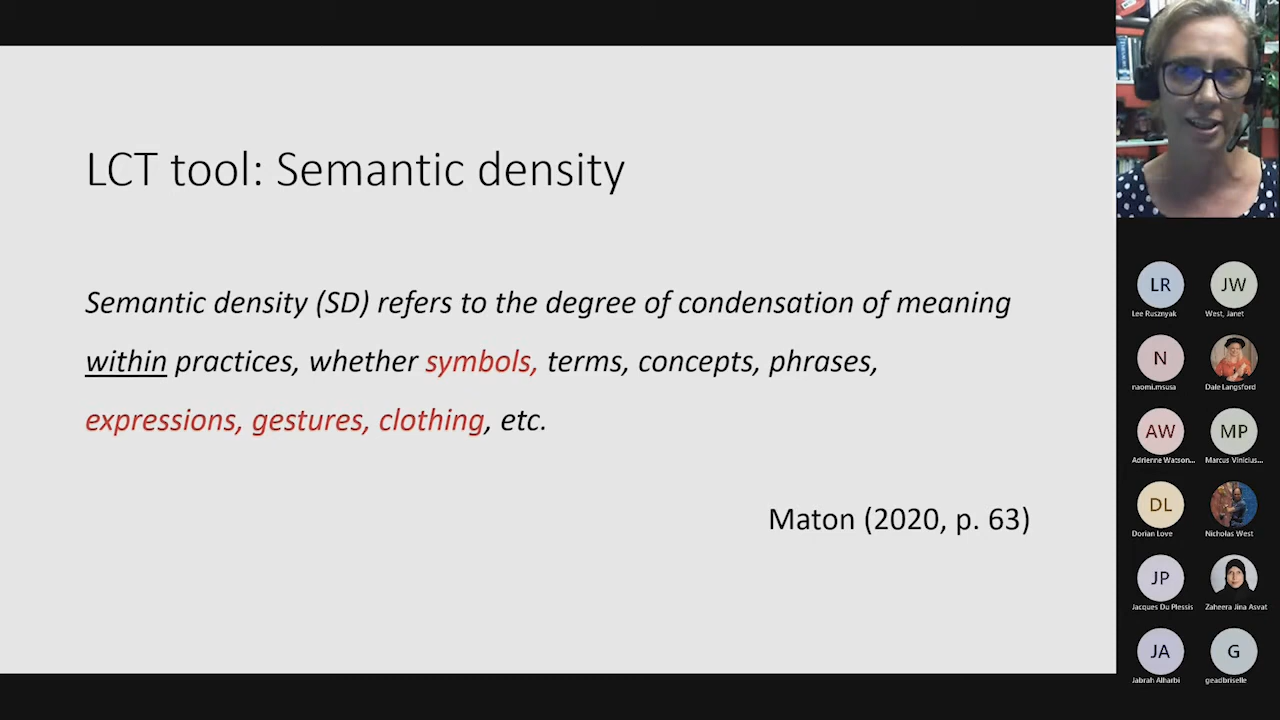 LCT tool: Semantic density
Semantic density (SD) refers to the degree of condensation of meaning
within practices, whether symbols, terms, concepts, phrases,
expressions, gestures, clothing, etc.
Maton (2020, p. 63)
LR
JW
Lee Rusznyak
West, Janet
N
naomi.msusa
Dale Langsford
AW
MP
Adrienne Watson...
Marcus Vinicius...
DL
Dorian Love
Nicholas West
JP
Jacques Du Plessis
Zaheera Jina Asvat
JA
G
Jabrah Alharbi
geadbriselle